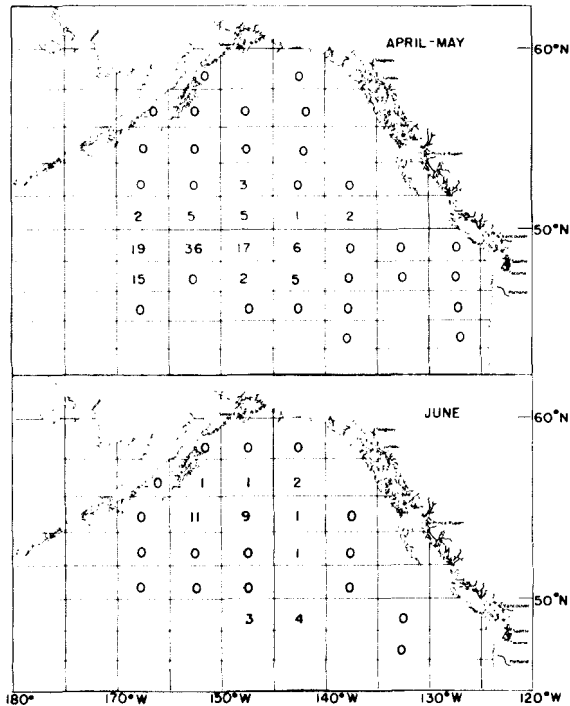 APRIL-MAY
60°N
0 0
0 0 0 0
0 0 0 0
0 0 3 0 0
2 5 5 1 2
50°N
19 36 17 6 0 0 0
15 0 2 5 0 0 0
0 0 0 0 0
0 0
JUNE
60°N
0 0 0
0 1 1 2
0 11 9 1 0
0 0 0 1 0
0 0 0 0
50°N
3 4 0
0
180° 170°W 160°W 150°W 140°W 130°W 120°W